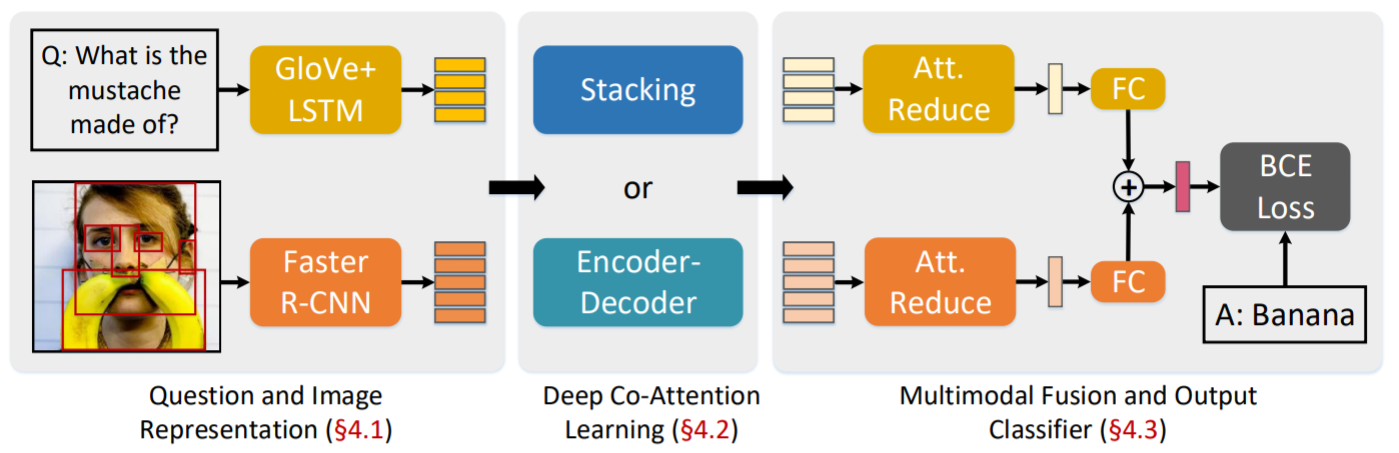 Q: What is the
mustache
made of?
GloVe+
LSTM
Stacking
Att.
Reduce
FC
or
+
BCE
Loss
Faster
R-CNN
Encoder-
Decoder
Att.
Reduce
FC
A: Banana
Question and Image
Representation (§4.1)
Deep Co-Attention
Learning (§4.2)
Multimodal Fusion and Output
Classifier (§4.3)